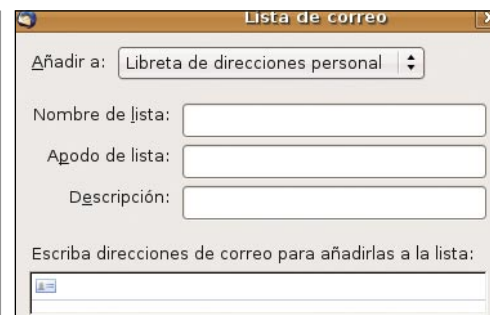 Lista de correo
Añadir a: Libreta de direcciones personal
Nombre de lista:
Apodo de lista:
Descripción:
Escriba direcciones de correo para añadirlas a la lista: